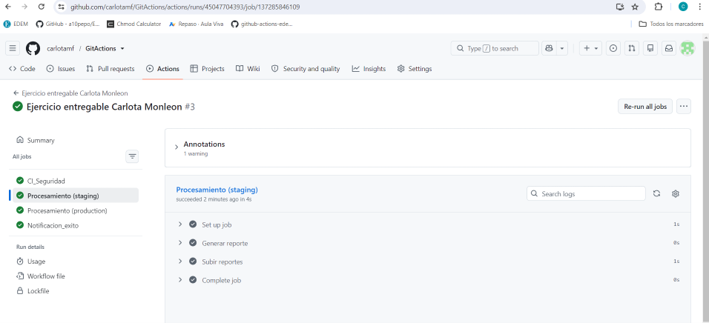 github.com/carlotamf/GitActions/actions/runs/45047704393/job/137285846109
EDEM
GitHub - a10repo/E...
Chmod Calculator
Repaso - Aula Viva
github-actions-ede...
Todos los marcadores
carlotamf / GitActions
Type / to search
Code
Issues
Pull requests
Actions
Projects
Wiki
Security and quality
Insights
Settings
Ejercicio entregable Carlota Monleon
Ejercicio entregable Carlota Monleon #3
Re-run all jobs
Summary
All jobs
CI_Seguridad
Procesamiento (staging)
Procesamiento (production)
Notificacion_exito
Run details
Usage
Workflow file
Lockfile
Annotations
1 warning
Procesamiento (staging)
succeeded 2 minutes ago in 4s
Search logs
Set up job 1s
Generar reporte 0s
Subir reportes 1s
Complete job 0s